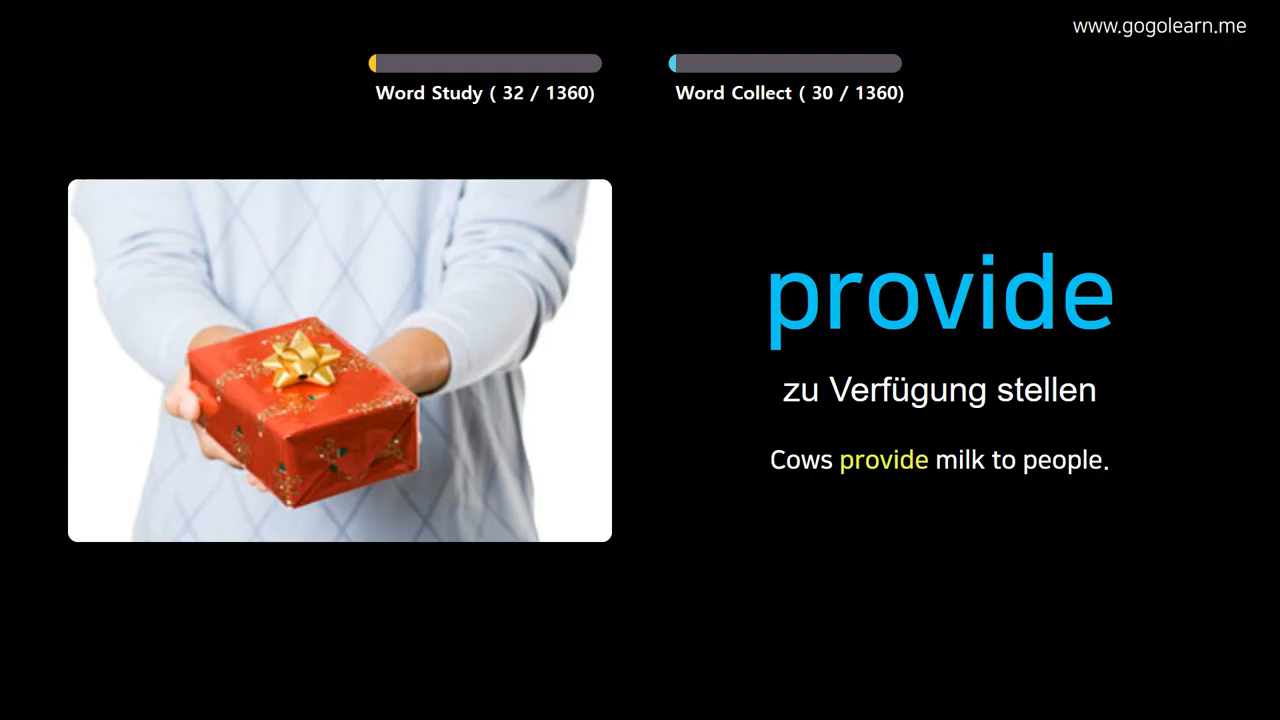 www.gogolearn.me
Word Study ( 32 / 1360)
Word Collect ( 30 / 1360)
provide
zu Verfügung stellen
Cows provide milk to people.